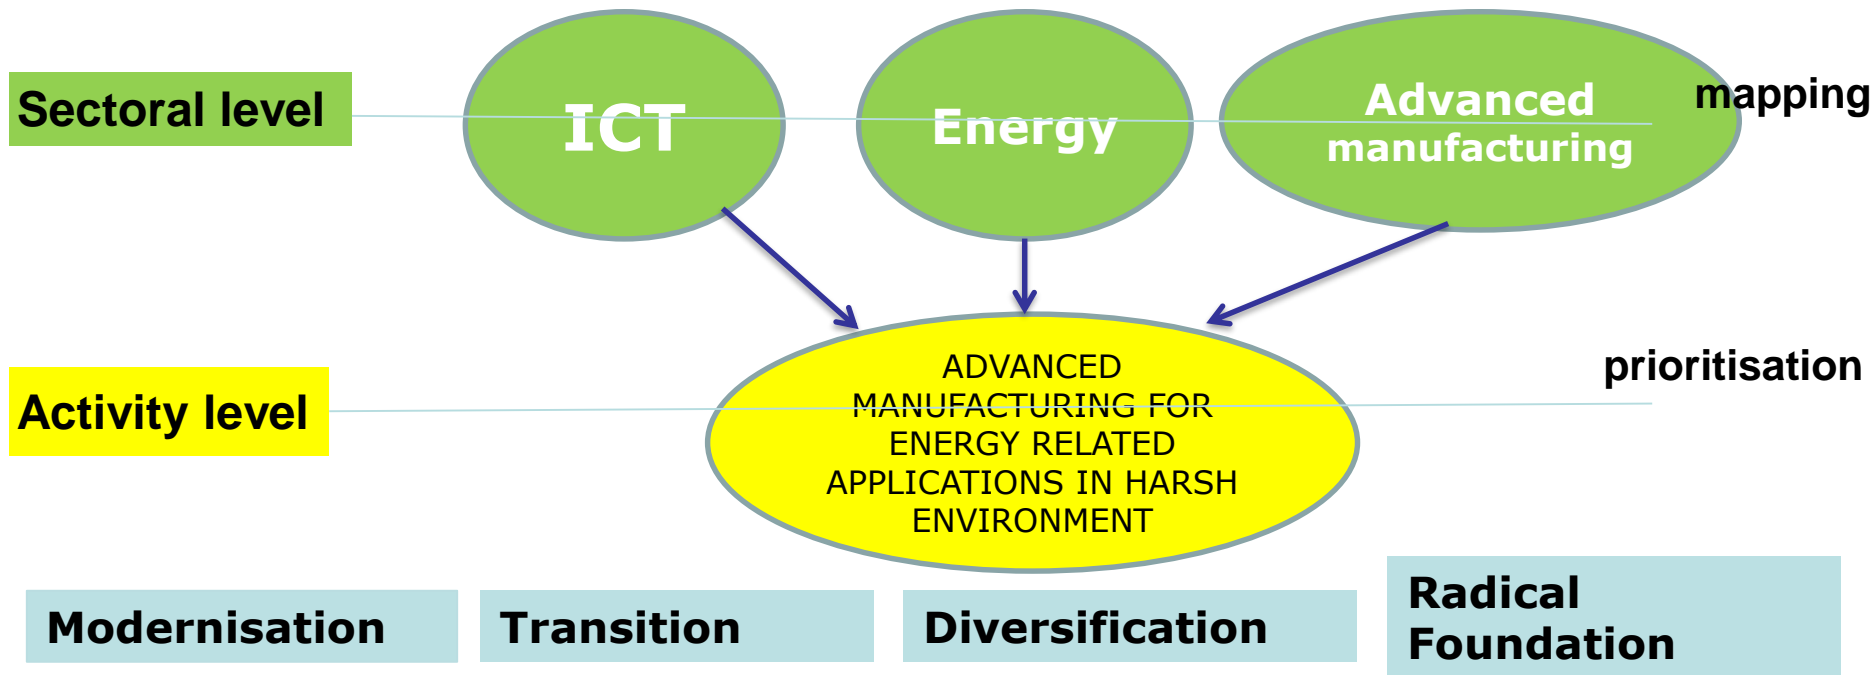 Sectoral level
ICT
Energy
Advanced
manufacturing
mapping
Activity level
ADVANCED
MANUFACTURING FOR
ENERGY RELATED
APPLICATIONS IN HARSH
ENVIRONMENT
prioritisation
Modernisation
Transition
Diversification
Radical
Foundation